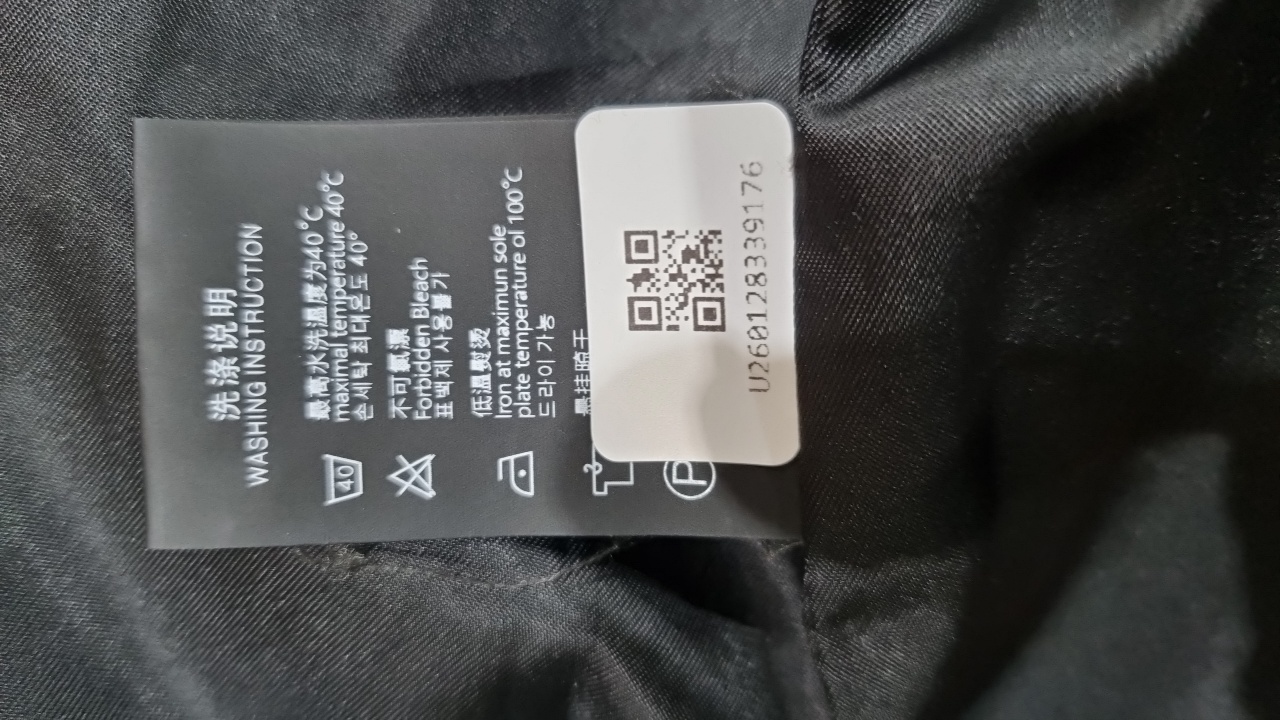 洗涤说明
WASHING INSTRUCTION
40
最高水洗温度为40℃
maximal temperature 40℃
손세탁 최대온도 40°
不可氯漂
Forbidden Bleach
표백제 사용불가
低温熨烫
Iron at maximun sole
plate temperature of 100℃
드라이 가능
悬挂晾干
P
U260128339176